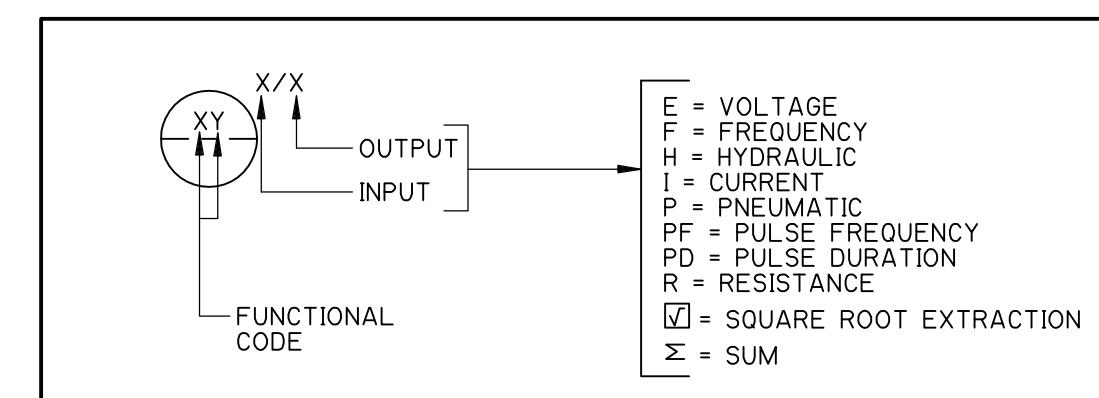 X/X
XY
OUTPUT
INPUT
FUNCTIONAL
CODE
E = VOLTAGE
F = FREQUENCY
H = HYDRAULIC
I = CURRENT
P = PNEUMATIC
PF = PULSE FREQUENCY
PD = PULSE DURATION
R = RESISTANCE
√ = SQUARE ROOT EXTRACTION
Σ = SUM